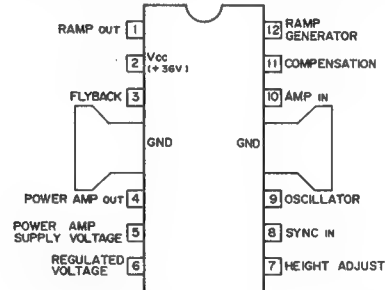 RAMP OUT 1
12 RAMP GENERATOR
2 VCC (+36V)
11 COMPENSATION
FLYBACK 3
10 AMP IN
GND GND
POWER AMP OUT 4
9 OSCILLATOR
POWER AMP SUPPLY VOLTAGE 5
8 SYNC IN
REGULATED VOLTAGE 6
7 HEIGHT ADJUST